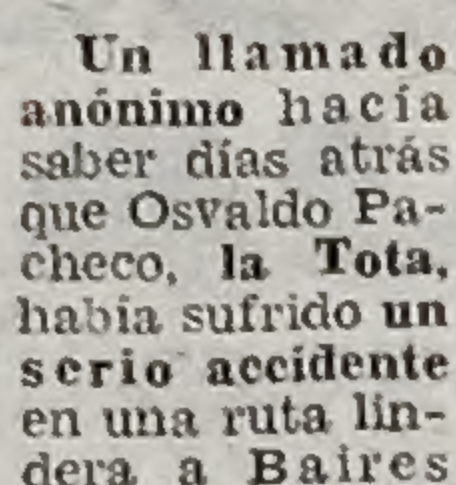 Un llamado
anónimo hacía
saber días atrás
que Osvaldo Pa-
checo, la Tota,
había sufrido un
serio accidente
en una ruta lin-
dera a Baires